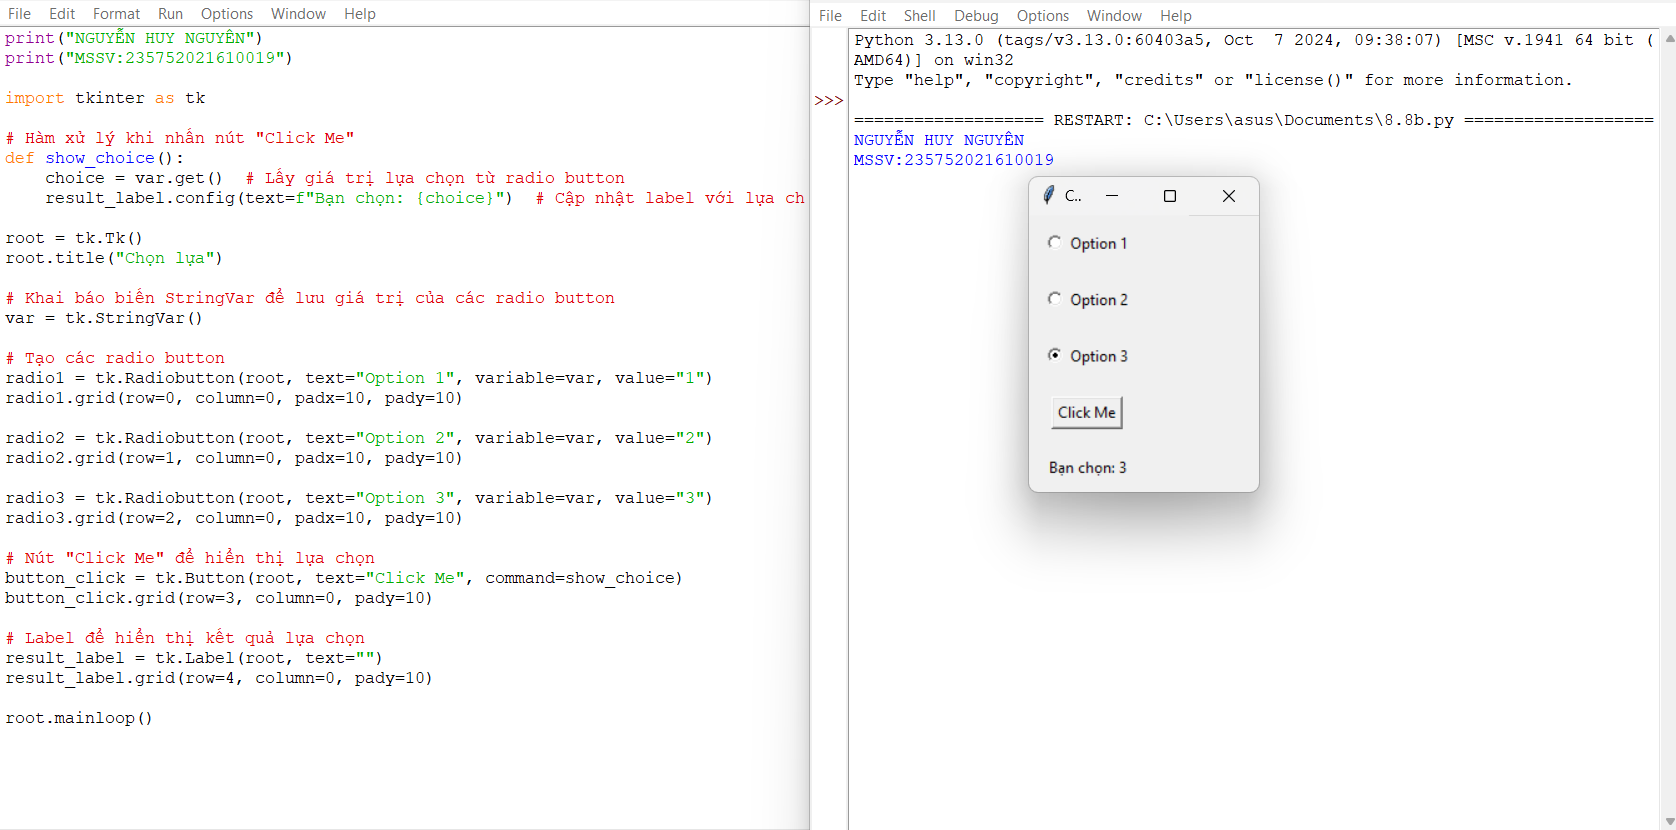 File Edit Format Run Options Window Help
print("NGUYỄN HUY NGUYÊN")
print("MSSV:235752021610019")
import tkinter as tk
# Hàm xử lý khi nhấn nút "Click Me"
def show_choice():
    choice = var.get()  # Lấy giá trị lựa chọn từ radio button
    result_label.config(text=f"Bạn chọn: {choice}")  # Cập nhật label với lựa ch
root = tk.Tk()
root.title("Chọn lựa")
# Khai báo biến StringVar để lưu giá trị của các radio button
var = tk.StringVar()
# Tạo các radio button
radio1 = tk.Radiobutton(root, text="Option 1", variable=var, value="1")
radio1.grid(row=0, column=0, padx=10, pady=10)
radio2 = tk.Radiobutton(root, text="Option 2", variable=var, value="2")
radio2.grid(row=1, column=0, padx=10, pady=10)
radio3 = tk.Radiobutton(root, text="Option 3", variable=var, value="3")
radio3.grid(row=2, column=0, padx=10, pady=10)
# Nút "Click Me" để hiển thị lựa chọn
button_click = tk.Button(root, text="Click Me", command=show_choice)
button_click.grid(row=3, column=0, pady=10)
# Label để hiển thị kết quả lựa chọn
result_label = tk.Label(root, text="")
result_label.grid(row=4, column=0, pady=10)
root.mainloop()
File Edit Shell Debug Options Window Help
Python 3.13.0 (tags/v3.13.0:60403a5, Oct  7 2024, 09:38:07) [MSC v.1941 64 bit (
AMD64)] on win32
Type "help", "copyright", "credits" or "license()" for more information.
>>>
=================== RESTART: C:\Users\asus\Documents\8.8b.py ===================
NGUYỄN HUY NGUYÊN
MSSV:235752021610019
C..
Option 1
Option 2
Option 3
Click Me
Bạn chọn: 3